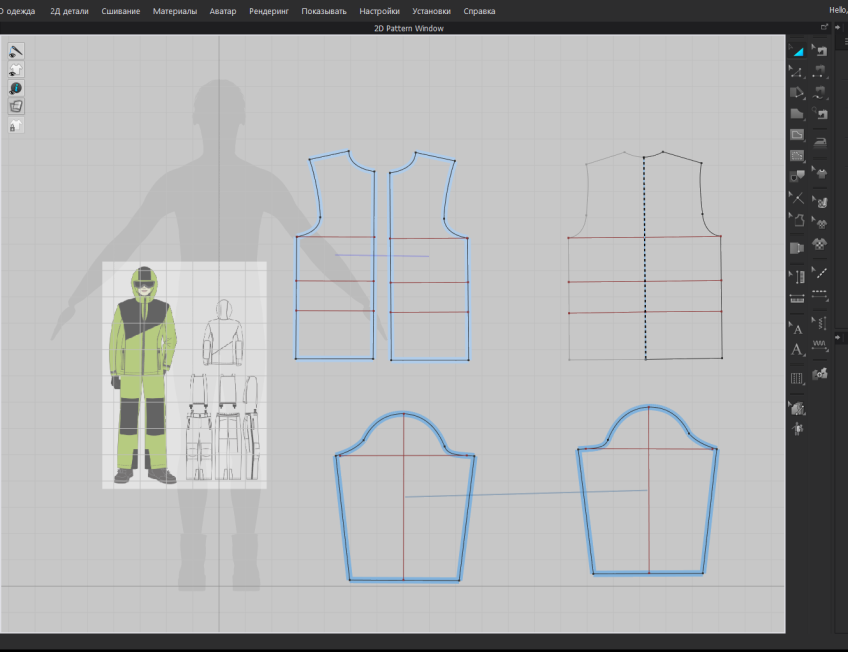 одежда   2Д детали   Сшивание   Материалы   Аватар   Рендеринг   Показывать   Настройки   Установки   Справка   Hello,
2D Pattern Window
A
A